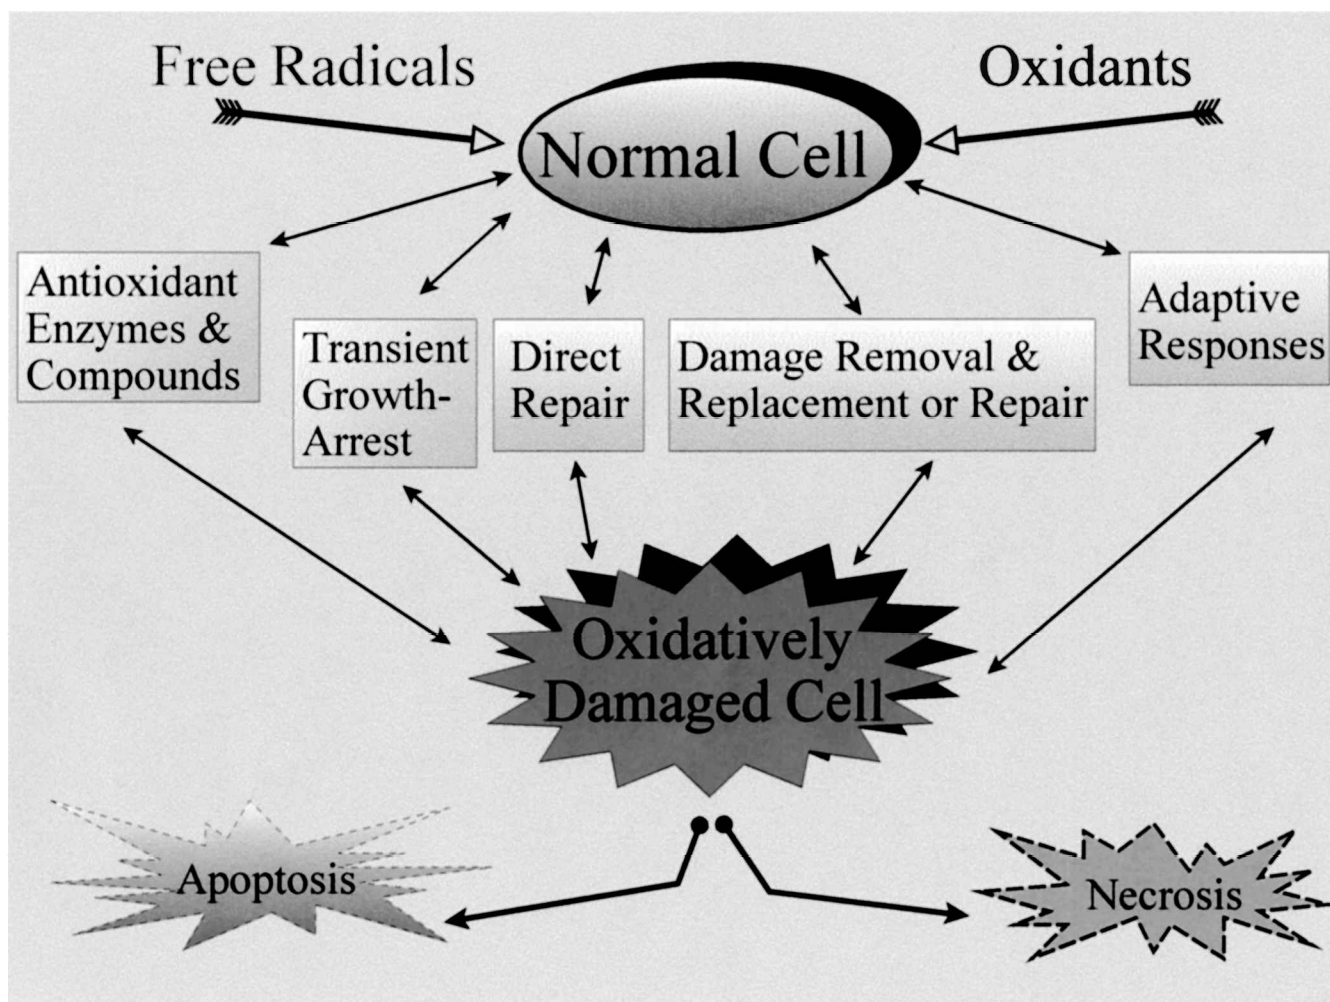 Free Radicals
Oxidants
Normal Cell
Antioxidant
Enzymes &
Compounds
Transient
Growth-
Arrest
Direct
Repair
Damage Removal &
Replacement or Repair
Adaptive
Responses
Oxidatively
Damaged Cell
Apoptosis
Necrosis